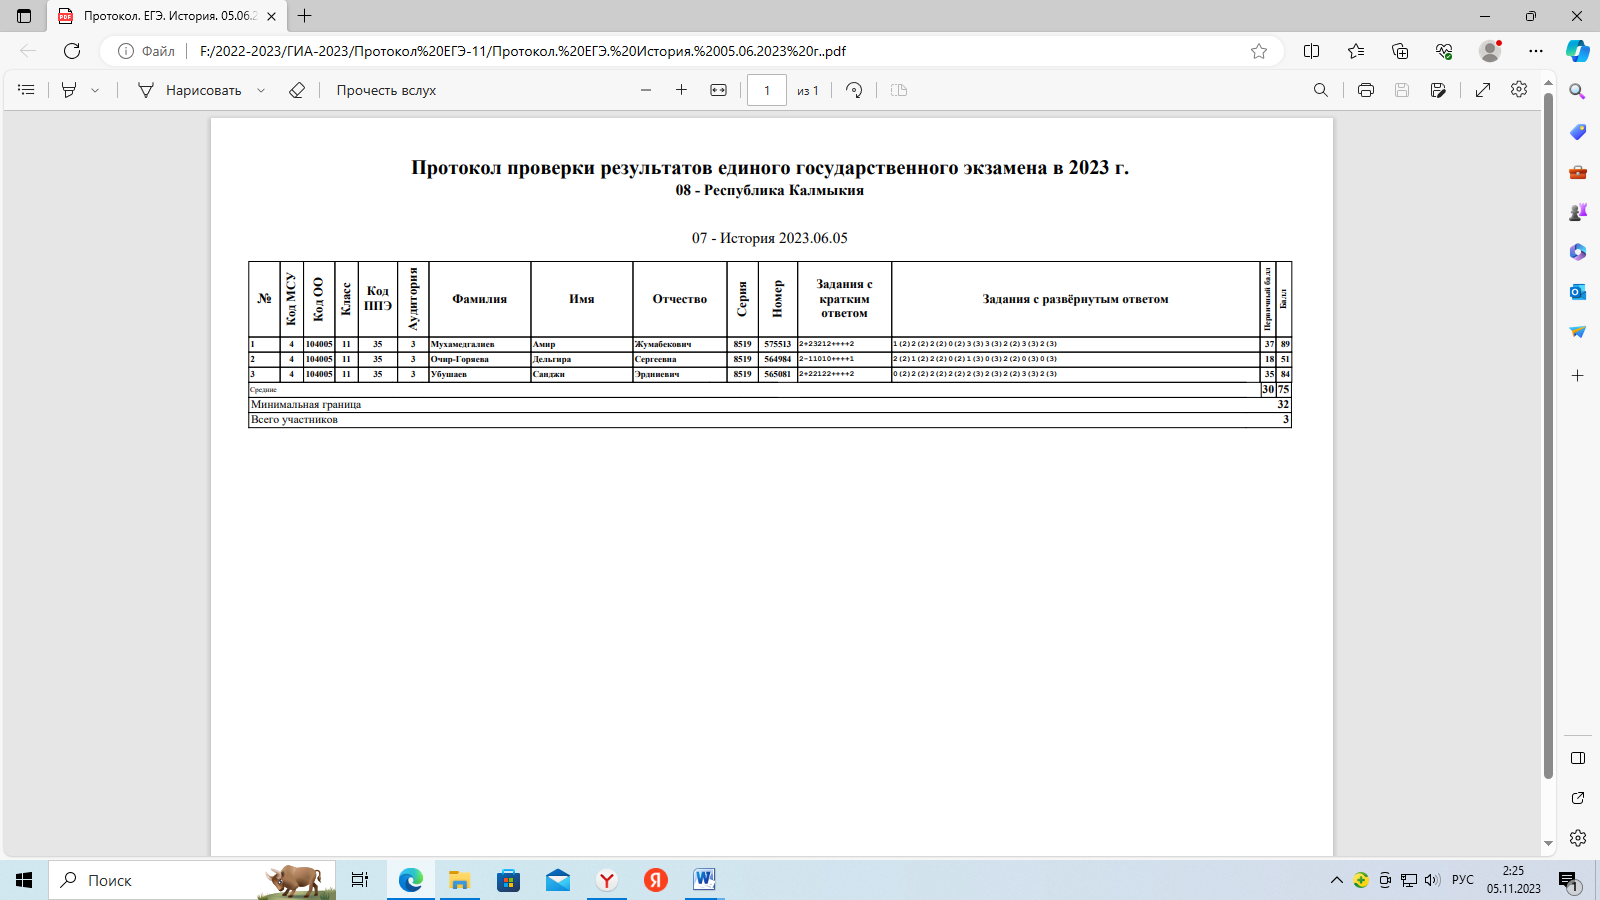 Протокол. ЕГЭ. История. 05.06.2
Файл
F:/2022-2023/ГИА-2023/Протокол%20ЕГЭ-11/Протокол.%20ЕГЭ.%20История.%2005.06.2023%20г..pdf
Нарисовать
Прочесть вслух
1
из 1
Протокол проверки результатов единого государственного экзамена в 2023 г.
08 - Республика Калмыкия
07 - История 2023.06.05
№ Код МСУ Код ОО Класс Код ППЭ Аудитория Фамилия Имя Отчество Серия Номер Задания с кратким ответом Задания с развёрнутым ответом Первичный балл Балл
1 4 104005 11 35 3 Мухамедгалиев Амир Жумабекович 8519 575513 2+23212++++2 1(2)2(2)2(2)0(2)3(3)3(3)2(2)3(3)2(3) 37 89
2 4 104005 11 35 3 Очир-Горяева Дельгира Сергеевна 8519 564984 2-11010++++1 2(2)1(2)2(2)0(2)1(3)0(3)2(2)0(3)0(3) 18 51
3 4 104005 11 35 3 Убушаев Санджи Эрдниевич 8519 565081 2+22122++++2 0(2)2(2)2(2)2(2)2(3)2(3)2(2)3(3)2(3) 35 84
Средние 30 75
Минимальная граница 32
Всего участников 3
Поиск
РУС
2:25
05.11.2023
1